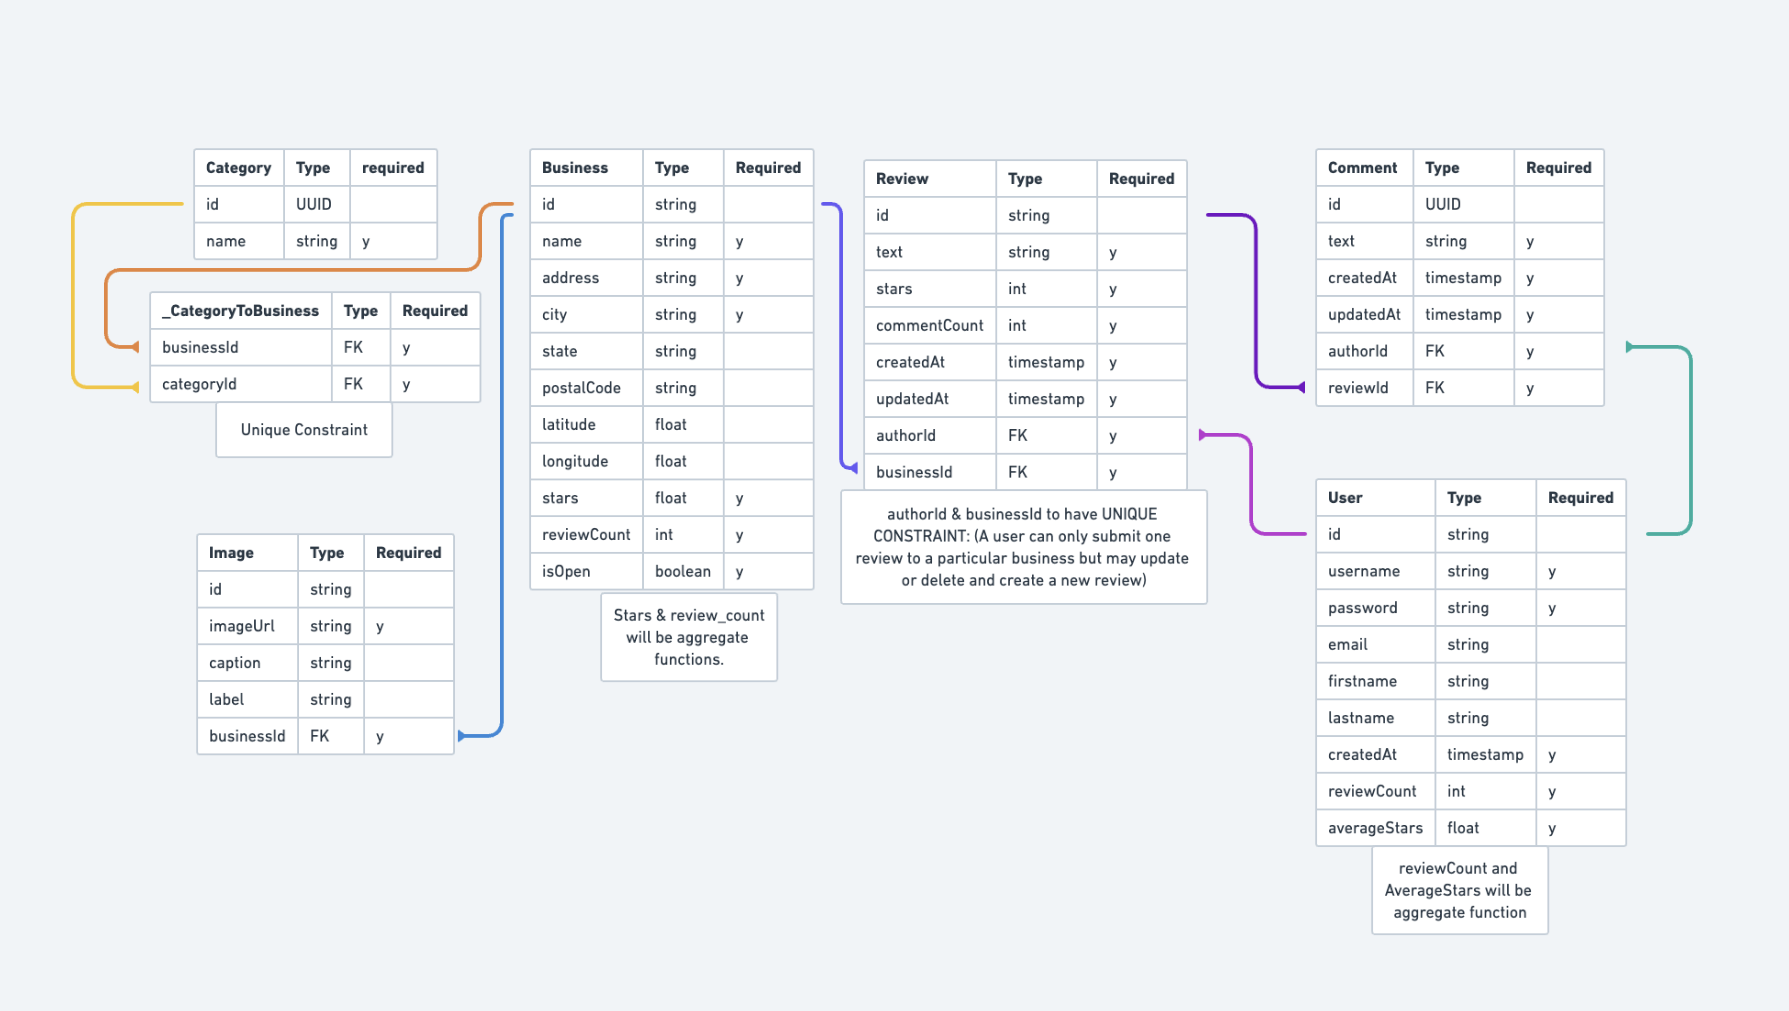 Category Type required
id UUID
name string y
_CategoryToBusiness Type Required
businessId FK y
categoryId FK y
Unique Constraint
Image Type Required
id string
imageUrl string y
caption string
label string
businessId FK y
Business Type Required
id string
name string y
address string y
city string y
state string
postalCode string
latitude float
longitude float
stars float y
reviewCount int y
isOpen boolean y
Stars & review_count
will be aggregate
functions.
Review Type Required
id string
text string y
stars int y
commentCount int y
createdAt timestamp y
updatedAt timestamp y
authorId FK y
businessId FK y
authorId & businessId to have UNIQUE
CONSTRAINT: (A user can only submit one
review to a particular business but may update
or delete and create a new review)
Comment Type Required
id UUID
text string y
createdAt timestamp y
updatedAt timestamp y
authorId FK y
reviewId FK y
User Type Required
id string
username string y
password string y
email string
firstname string
lastname string
createdAt timestamp y
reviewCount int y
averageStars float y
reviewCount and
AverageStars will be
aggregate function